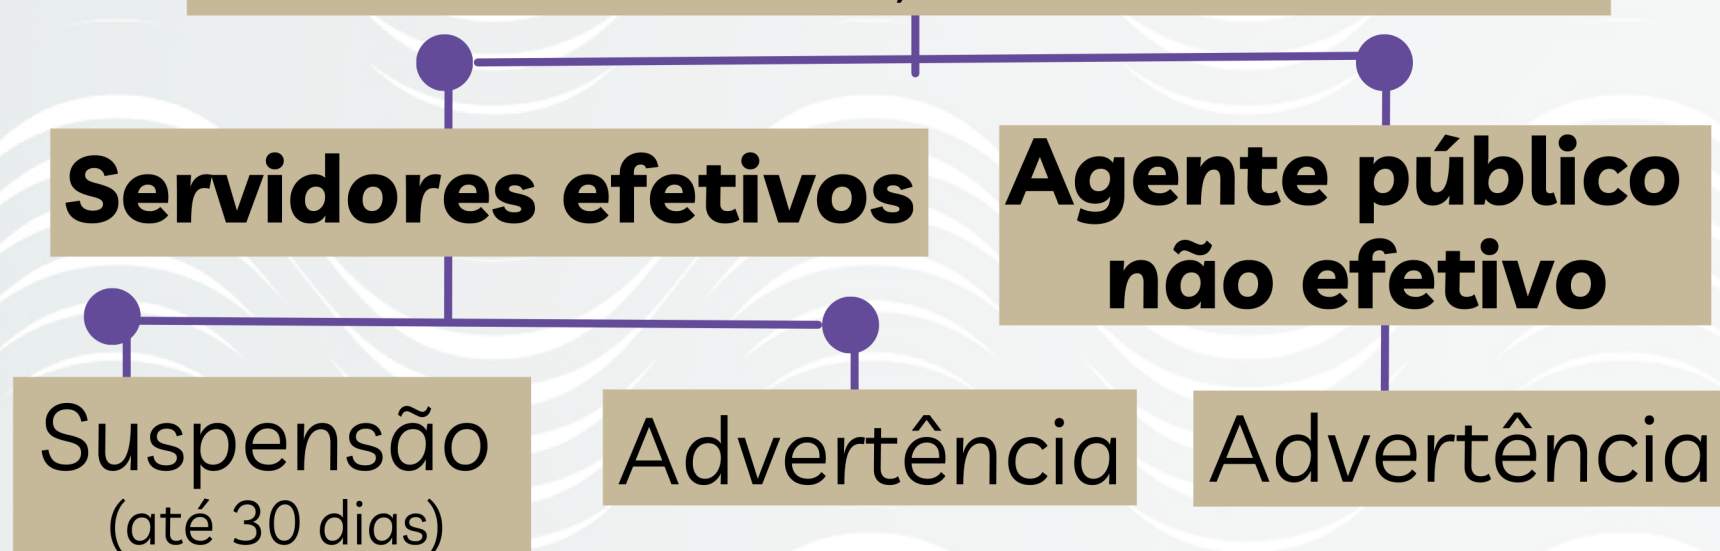 Servidores efetivos
Agente público
não efetivo
Suspensão
(até 30 dias)
Advertência
Advertência